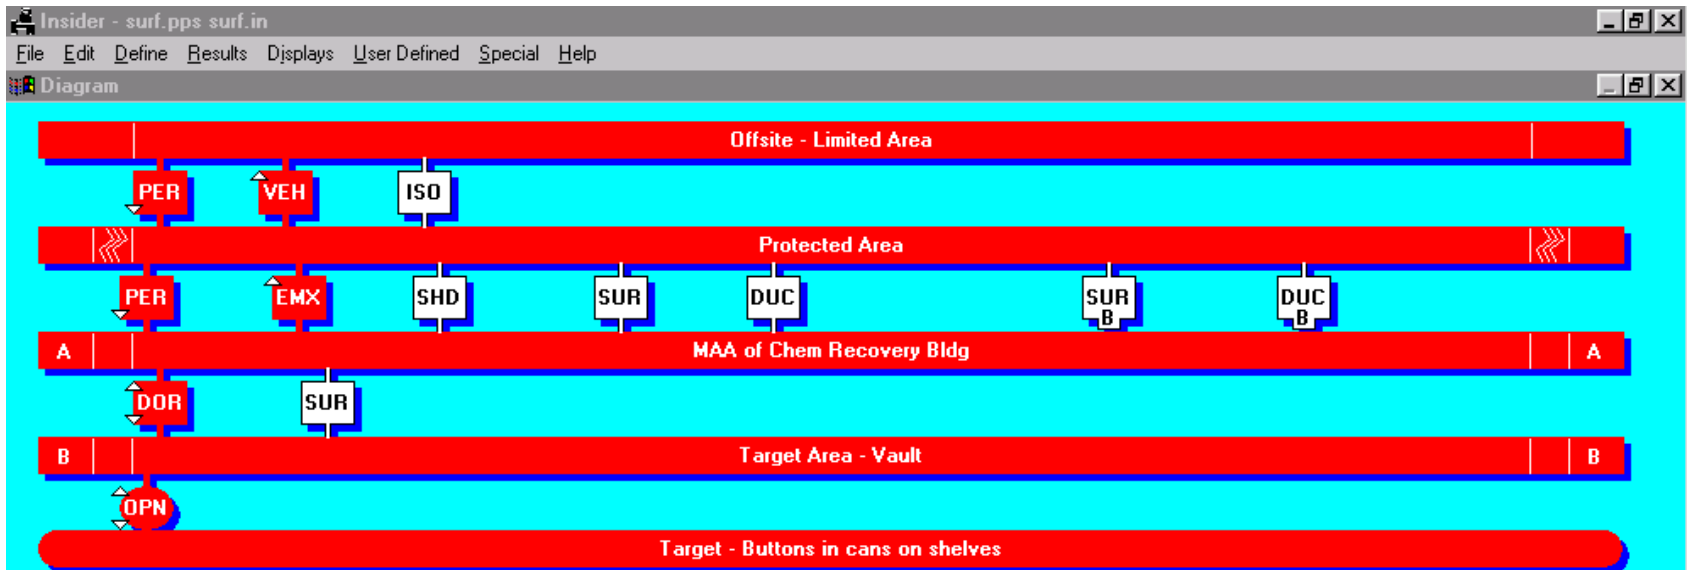 Insider - surf.pps surf.in
File Edit Define Results Displays User Defined Special Help
Diagram
Offsite - Limited Area
PER VEH ISO
Protected Area
PER EMX SHD SUR DUC SUR DUC
B B
A MAA of Chem Recovery Bldg A
DOR SUR
B Target Area - Vault B
OPN
Target - Buttons in cans on shelves